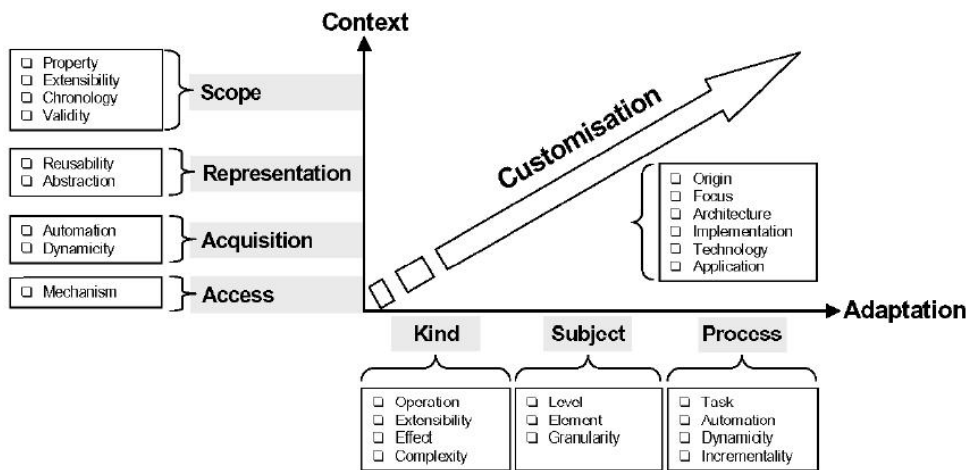 Context
❑ Property
❑ Extensibility
❑ Chronology
❑ Validity
Scope
❑ Reusability
❑ Abstraction
Representation
❑ Automation
❑ Dynamicity
Acquisition
❑ Mechanism
Access
Customisation
❑ Origin
❑ Focus
❑ Architecture
❑ Implementation
❑ Technology
❑ Application
Adaptation
Kind
Subject
Process
❑ Operation
❑ Extensibility
❑ Effect
❑ Complexity
❑ Level
❑ Element
❑ Granularity
❑ Task
❑ Automation
❑ Dynamicity
❑ Incrementality